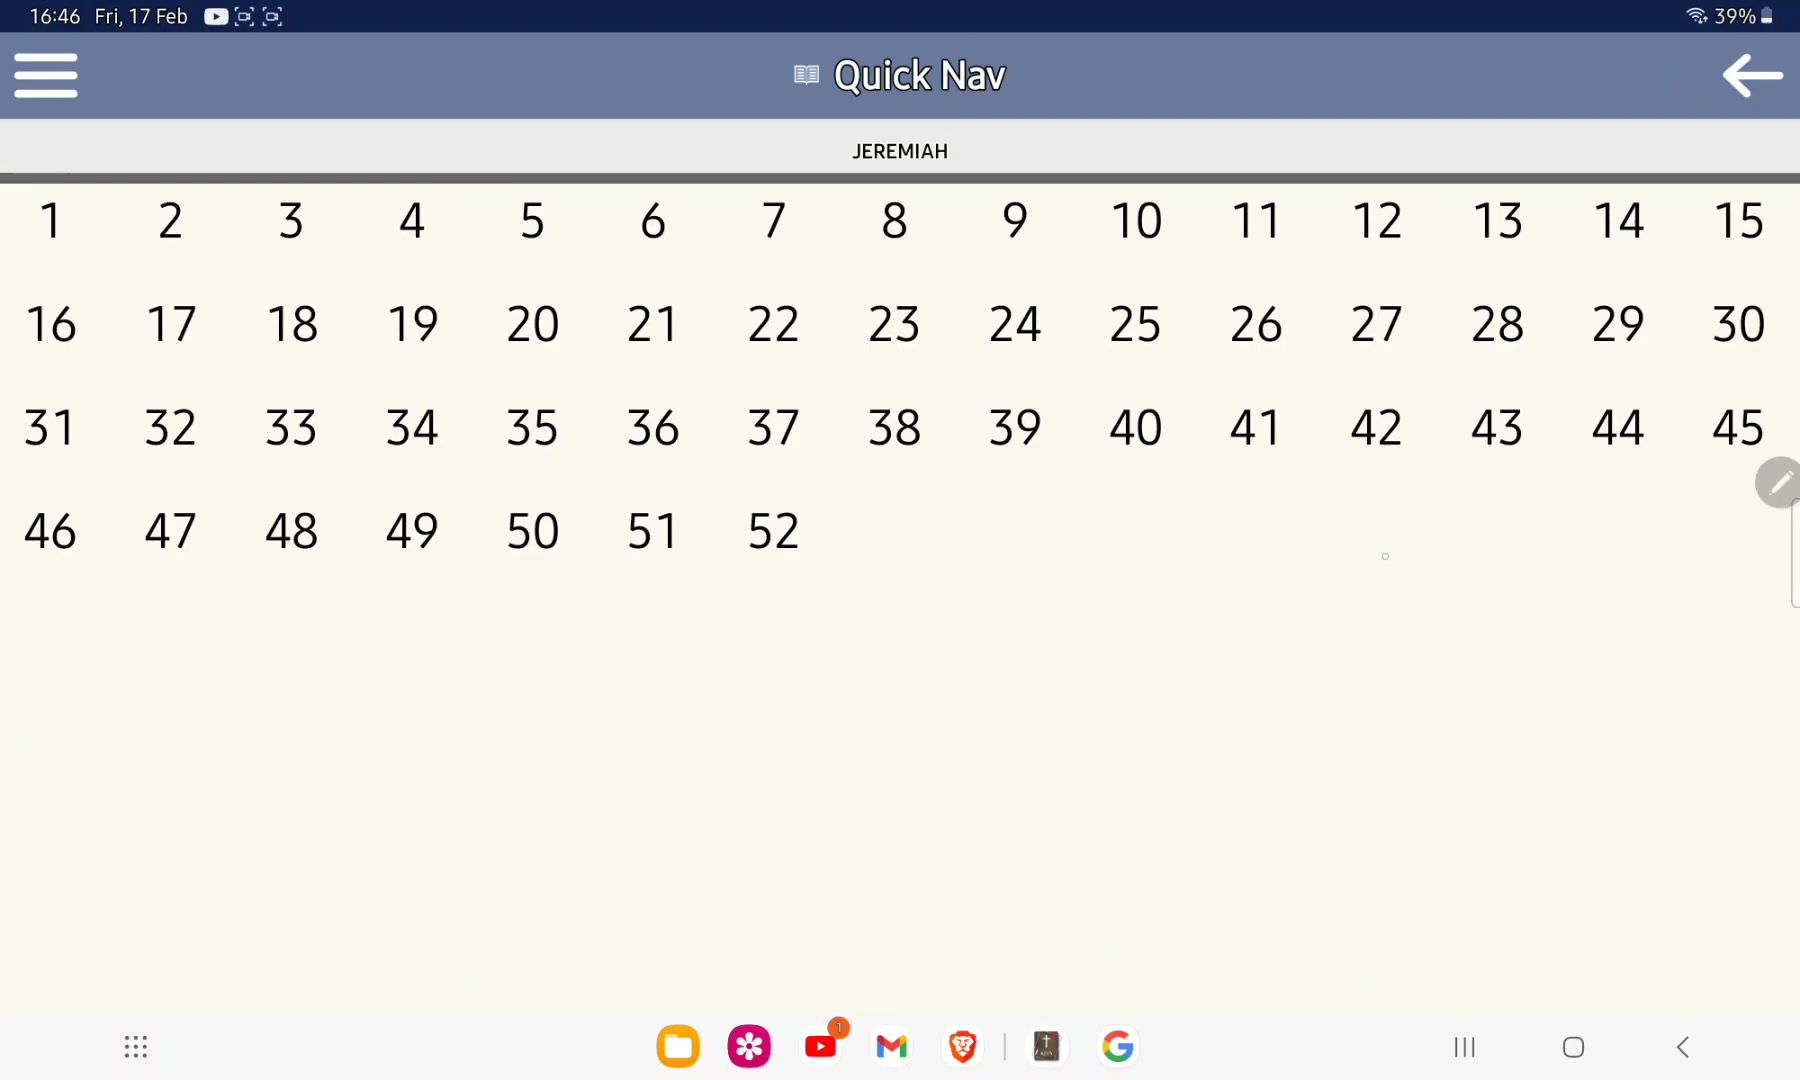 16:46 Fri, 17 Feb 39%
Quick Nav
JEREMIAH
1 2 3 4 5 6 7 8 9 10 11 12 13 14 15
16 17 18 19 20 21 22 23 24 25 26 27 28 29 30
31 32 33 34 35 36 37 38 39 40 41 42 43 44 45
46 47 48 49 50 51 52
1